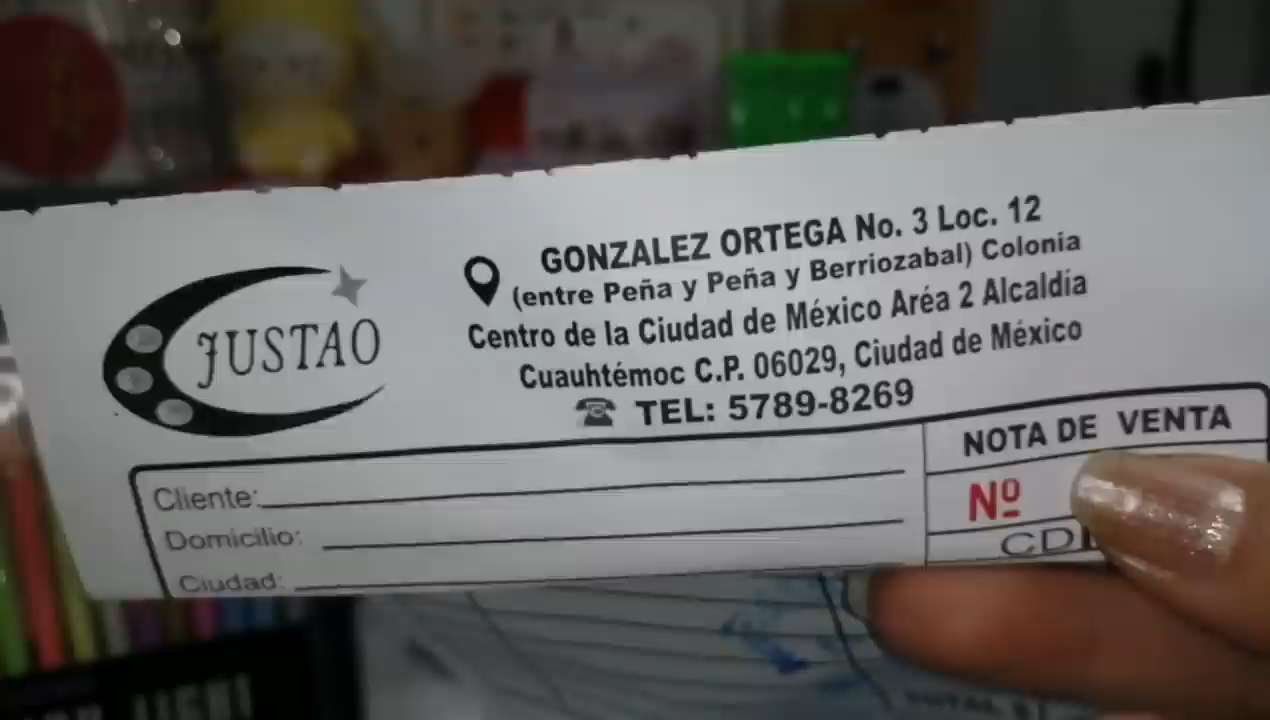 JUSTAO
GONZALEZ ORTEGA No. 3 Loc. 12
(entre Peña y Peña y Berriozabal) Colonia
Centro de la Ciudad de México Aréa 2 Alcaldia
Cuauhtémoc C.P. 06029, Ciudad de México
TEL: 5789-8269
NOTA DE VENTA
Nº
Cliente:
Domicilio:
Ciudad: